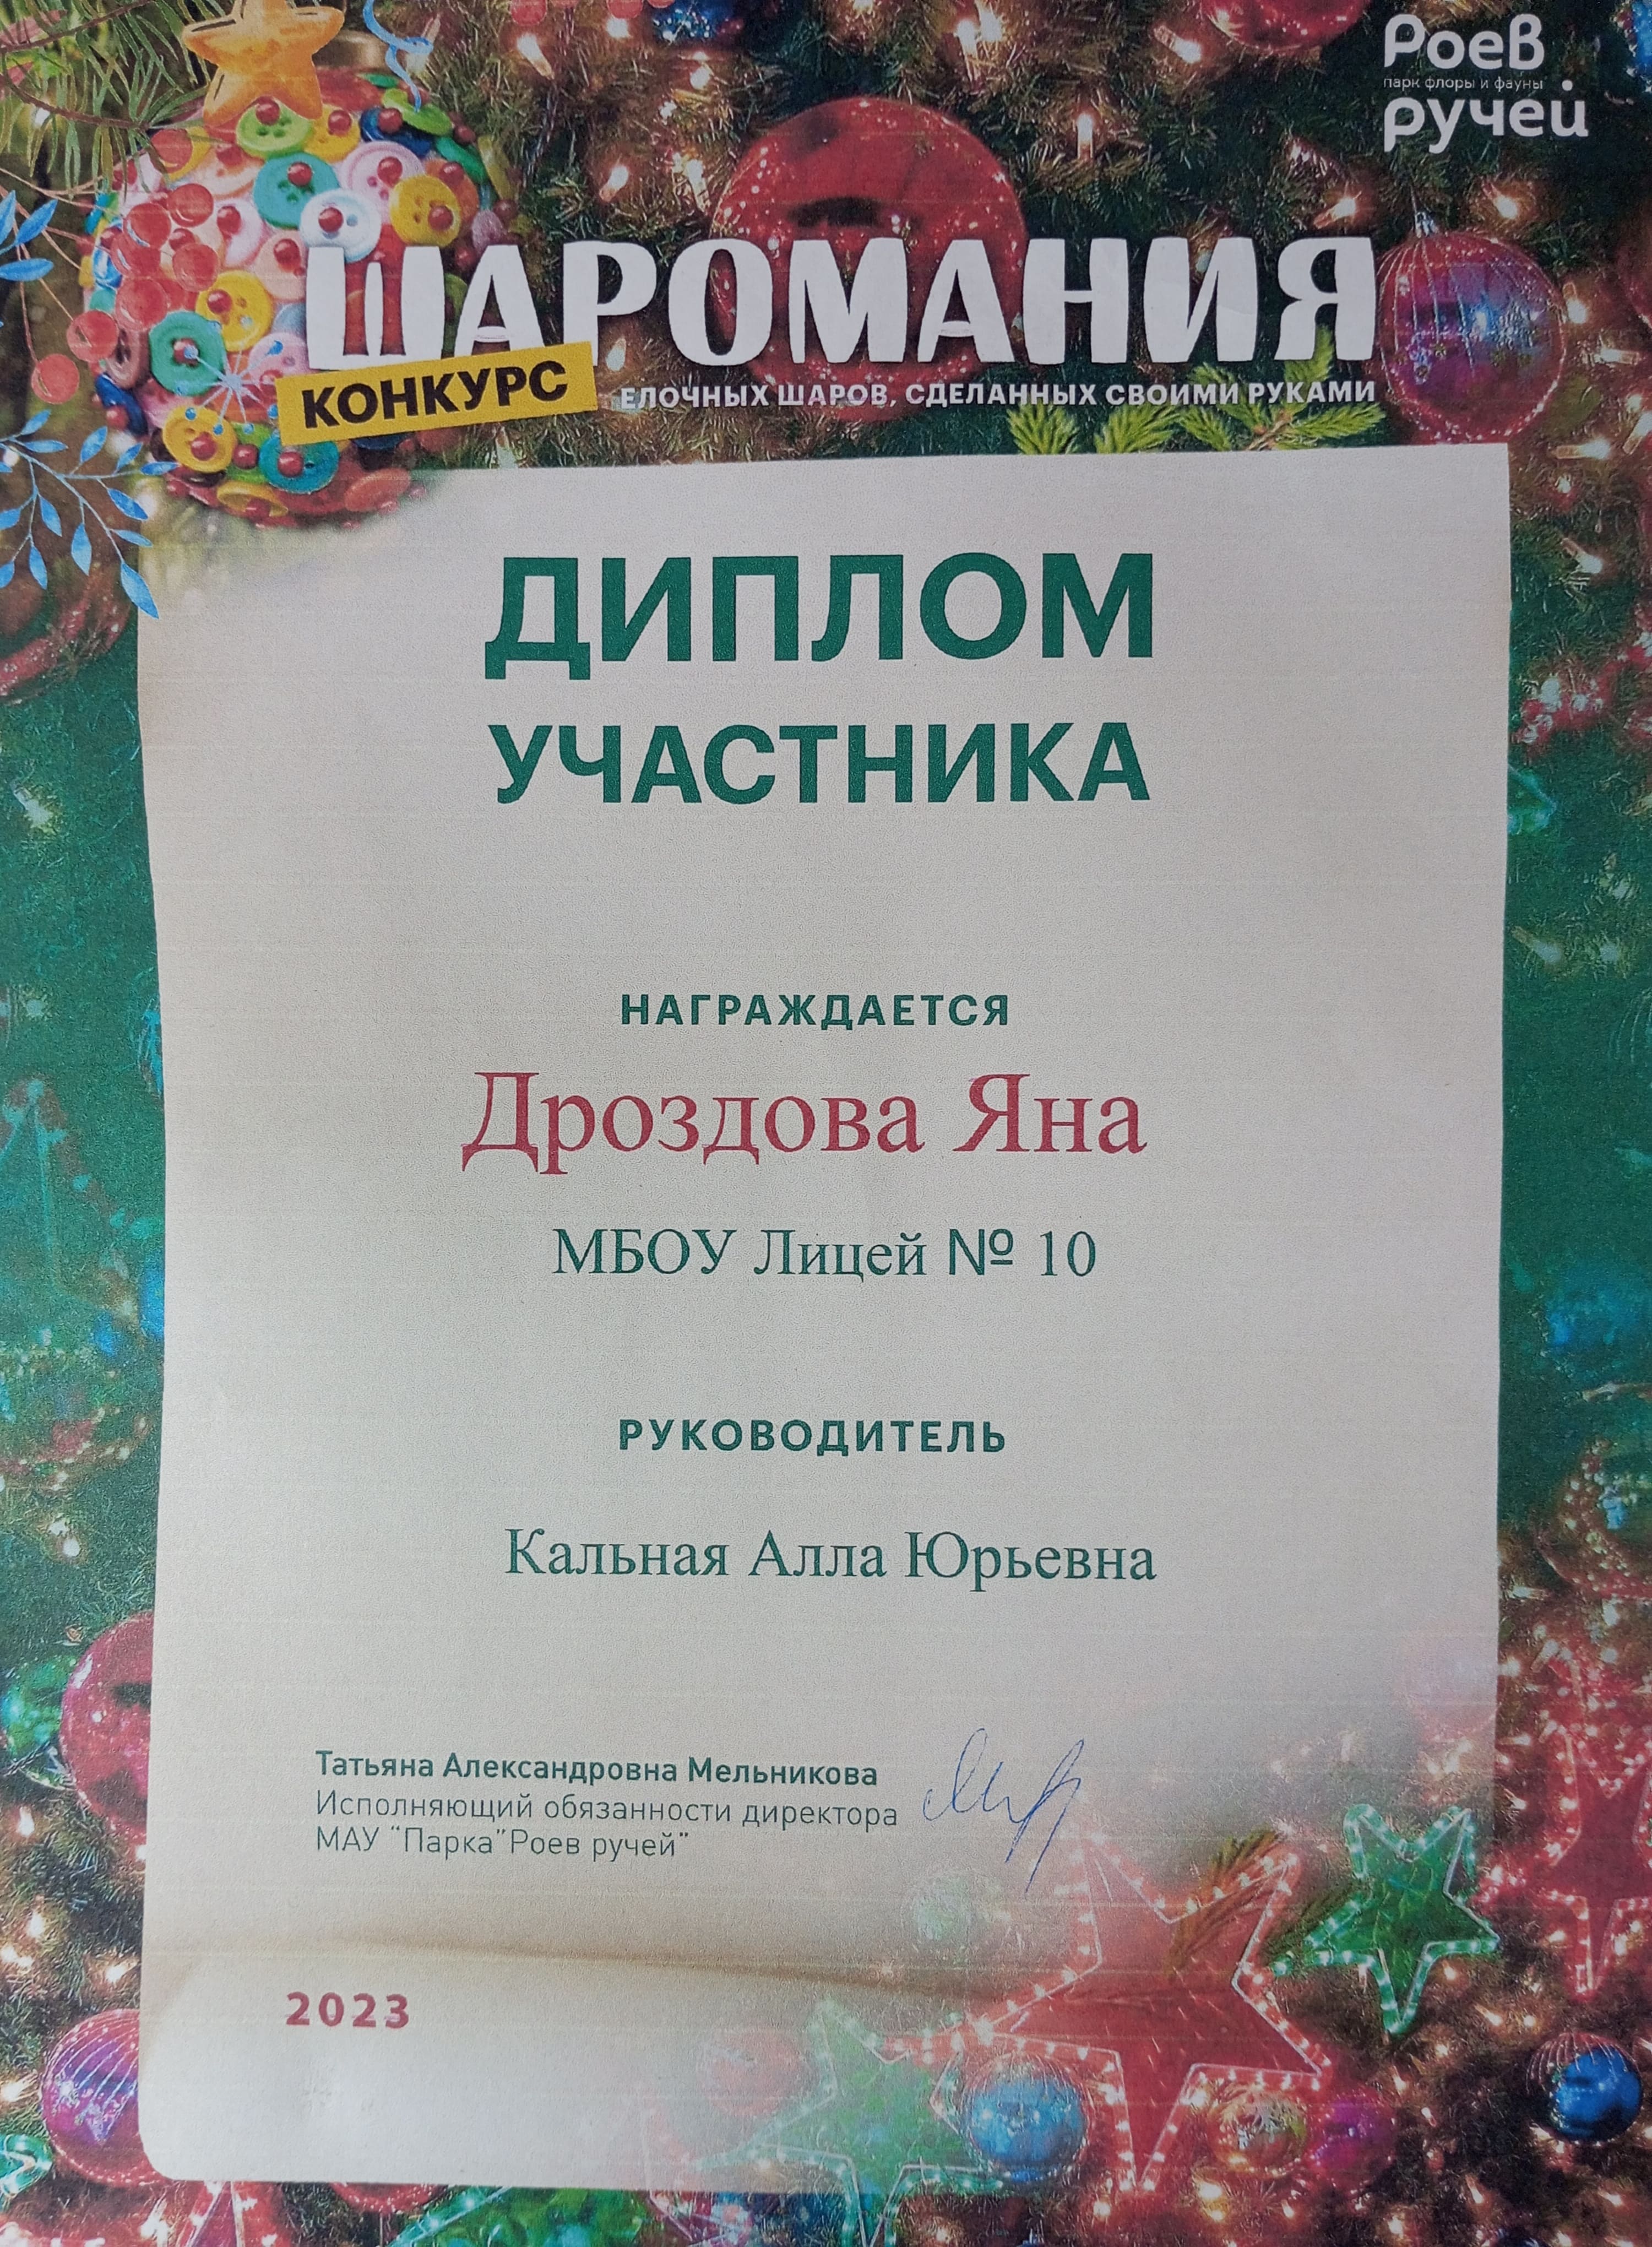 Роев
парк флоры и фауны
ручей
ШАРОМАНИЯ
КОНКУРС
ЕЛОЧНЫХ ШАРОВ, СДЕЛАННЫХ СВОИМИ РУКАМИ
ДИПЛОМ
УЧАСТНИКА
НАГРАЖДАЕТСЯ
Дроздова Яна
МБОУ Лицей № 10
РУКОВОДИТЕЛЬ
Кальная Алла Юрьевна
Татьяна Александровна Мельникова
Исполняющий обязанности директора
МАУ "Парка"Роев ручей"
2023